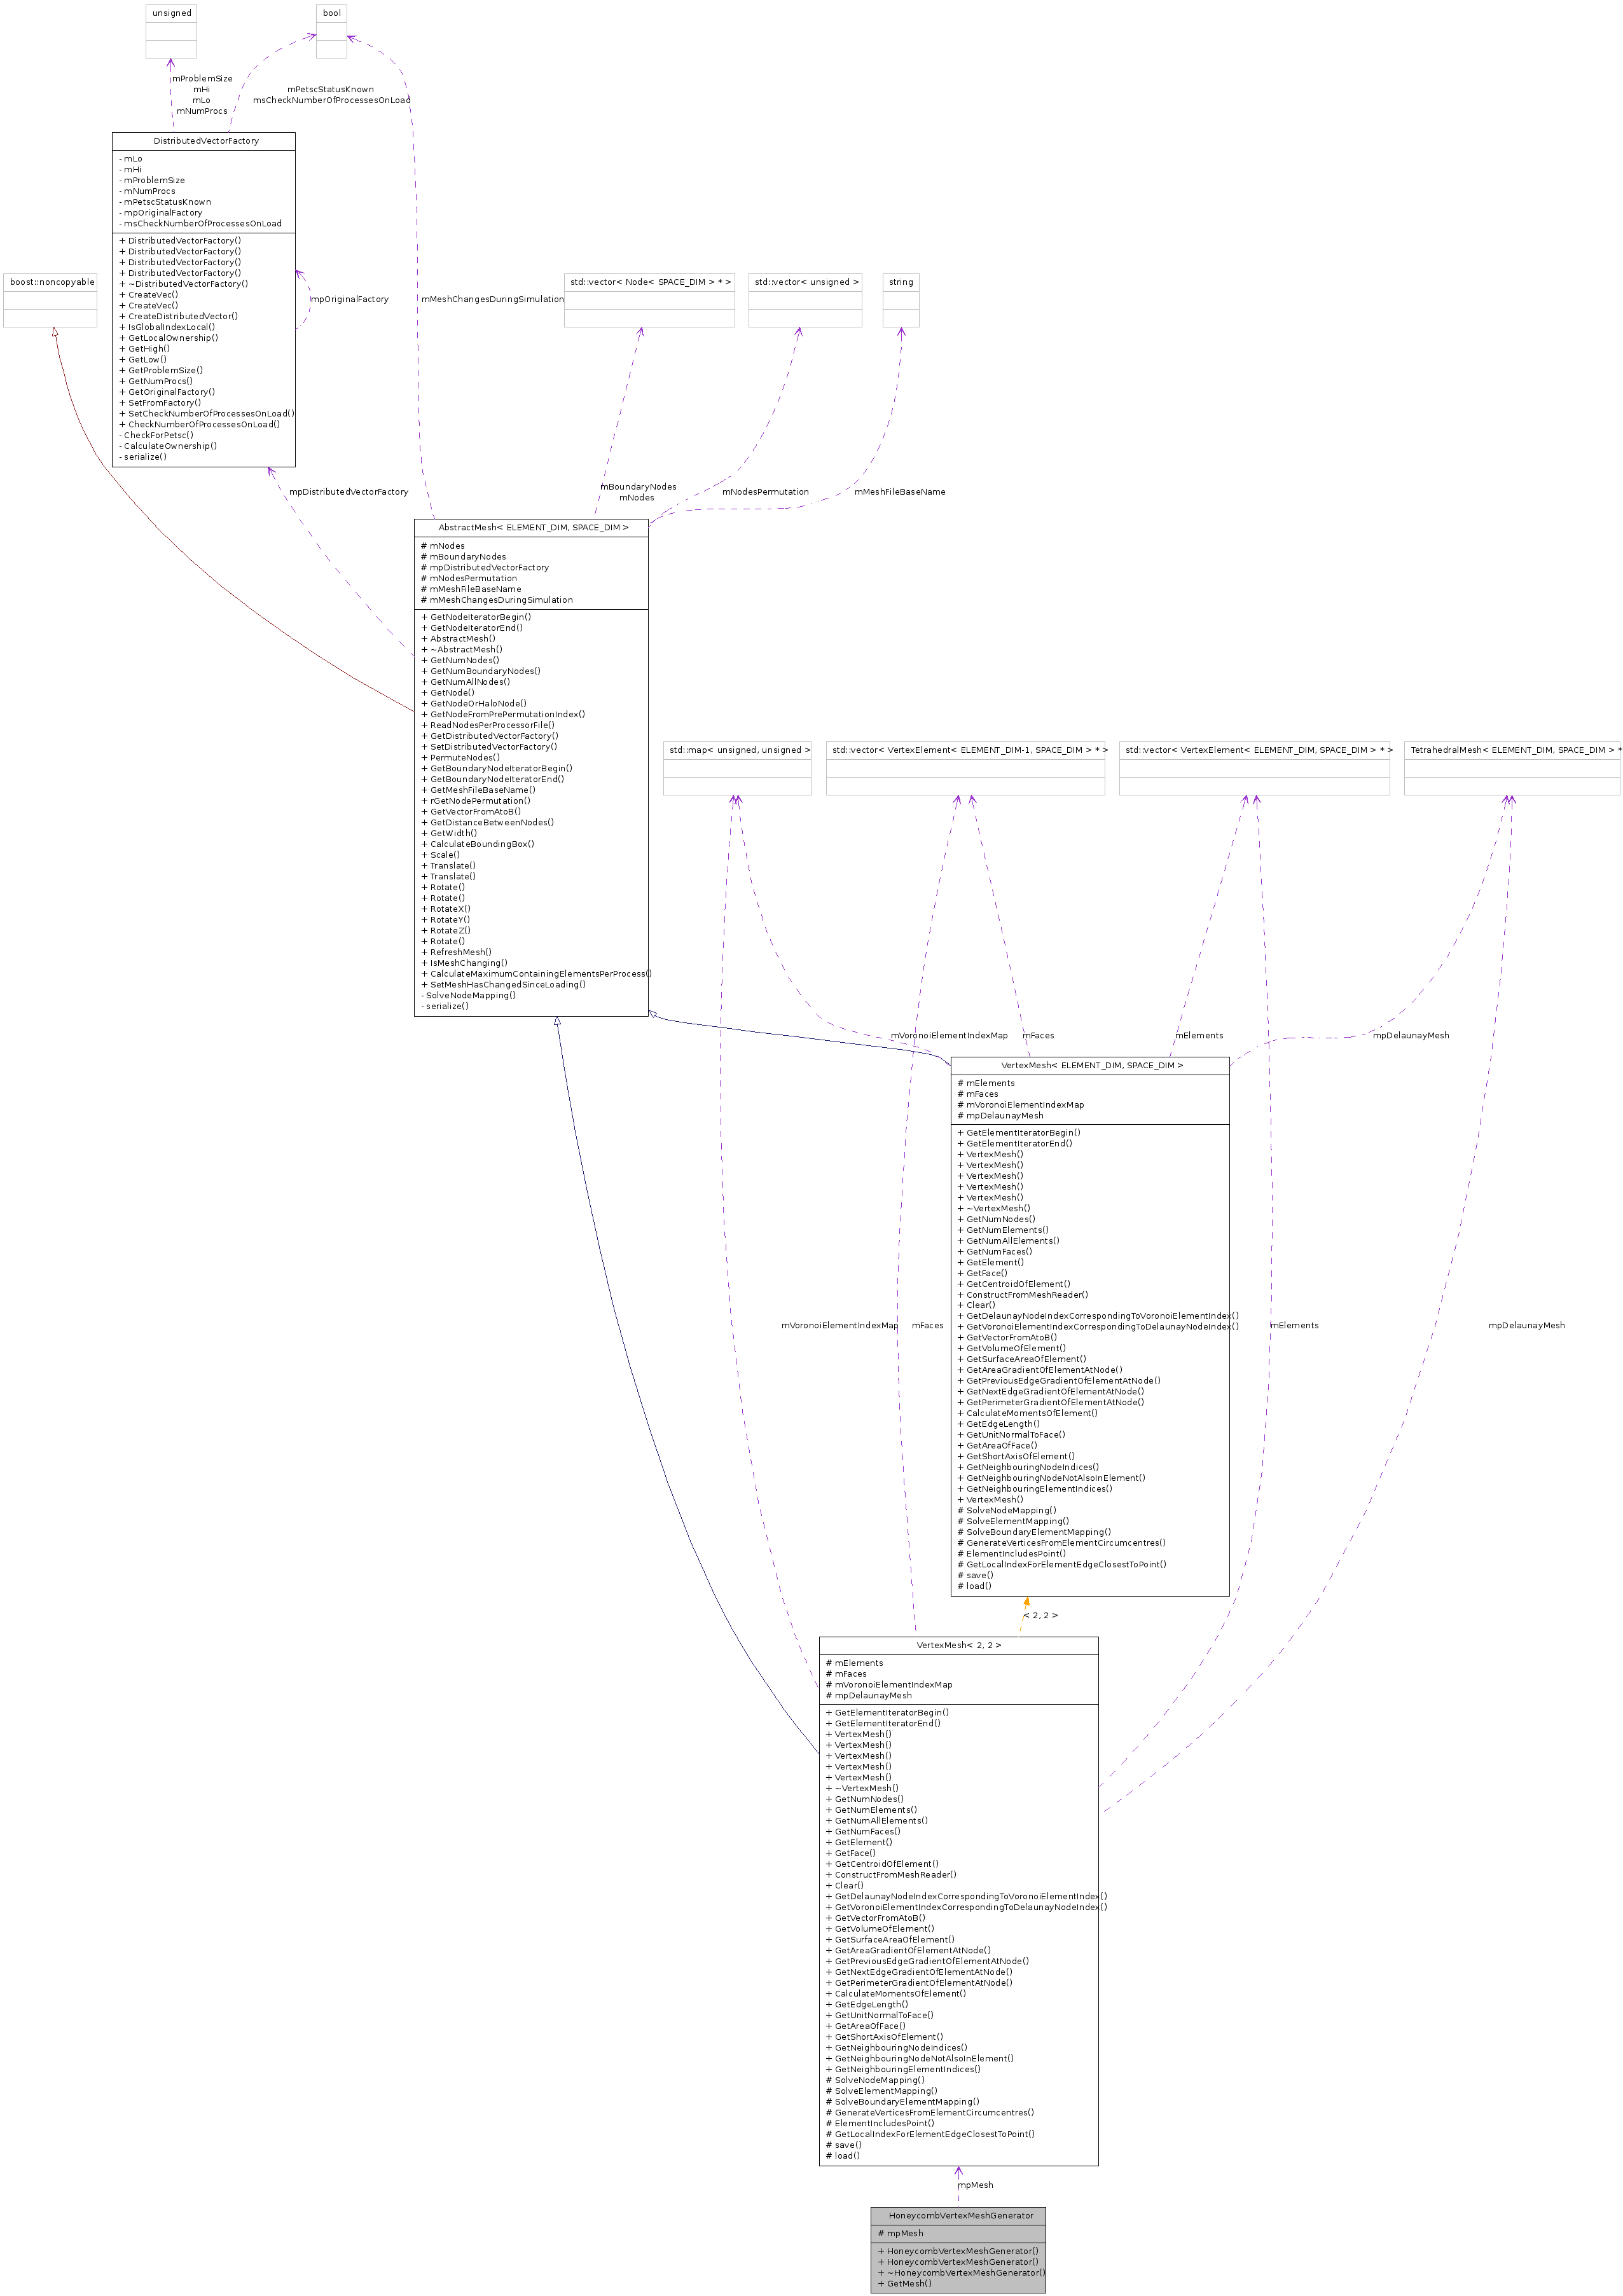 unsigned
bool
mProblemSize
mHi
mLo
mNumProcs
mPetscStatusKnown
msCheckNumberOfProcessesOnLoad
DistributedVectorFactory
- mLo
- mHi
- mProblemSize
- mNumProcs
- mPetscStatusKnown
- mpOriginalFactory
- msCheckNumberOfProcessesOnLoad
+ DistributedVectorFactory()
+ DistributedVectorFactory()
+ DistributedVectorFactory()
+ DistributedVectorFactory()
+ ~DistributedVectorFactory()
+ CreateVec()
+ CreateVec()
+ CreateDistributedVector()
+ IsGlobalIndexLocal()
+ GetLocalOwnership()
+ GetHigh()
+ GetLow()
+ GetProblemSize()
+ GetNumProcs()
+ GetOriginalFactory()
+ SetFromFactory()
+ SetCheckNumberOfProcessesOnLoad()
+ CheckNumberOfProcessesOnLoad()
- CheckForPetsc()
- CalculateOwnership()
- serialize()
boost::noncopyable
mpOriginalFactory
mMeshChangesDuringSimulation
std::vector< Node< SPACE_DIM > * >
std::vector< unsigned >
string
mpDistributedVectorFactory
mBoundaryNodes
mNodes
mNodesPermutation
mMeshFileBaseName
AbstractMesh< ELEMENT_DIM, SPACE_DIM >
# mNodes
# mBoundaryNodes
# mpDistributedVectorFactory
# mNodesPermutation
# mMeshFileBaseName
# mMeshChangesDuringSimulation
+ GetNodeIteratorBegin()
+ GetNodeIteratorEnd()
+ AbstractMesh()
+ ~AbstractMesh()
+ GetNumNodes()
+ GetNumBoundaryNodes()
+ GetNumAllNodes()
+ GetNode()
+ GetNodeOrHaloNode()
+ GetNodeFromPrePermutationIndex()
+ ReadNodesPerProcessorFile()
+ GetDistributedVectorFactory()
+ SetDistributedVectorFactory()
+ PermuteNodes()
+ GetBoundaryNodeIteratorBegin()
+ GetBoundaryNodeIteratorEnd()
+ GetMeshFileBaseName()
+ rGetNodePermutation()
+ GetVectorFromAtoB()
+ GetDistanceBetweenNodes()
+ GetWidth()
+ CalculateBoundingBox()
+ Scale()
+ Translate()
+ Translate()
+ Rotate()
+ Rotate()
+ RotateX()
+ RotateY()
+ RotateZ()
+ Rotate()
+ RefreshMesh()
+ IsMeshChanging()
+ CalculateMaximumContainingElementsPerProcess()
+ SetMeshHasChangedSinceLoading()
- SolveNodeMapping()
- serialize()
std::map< unsigned, unsigned >
std::vector< VertexElement< ELEMENT_DIM-1, SPACE_DIM > * >
std::vector< VertexElement< ELEMENT_DIM, SPACE_DIM > * >
TetrahedralMesh< ELEMENT_DIM, SPACE_DIM > *
mVoronoiElementIndexMap
mFaces
mElements
mpDelaunayMesh
VertexMesh< ELEMENT_DIM, SPACE_DIM >
# mElements
# mFaces
# mVoronoiElementIndexMap
# mpDelaunayMesh
+ GetElementIteratorBegin()
+ GetElementIteratorEnd()
+ VertexMesh()
+ VertexMesh()
+ VertexMesh()
+ VertexMesh()
+ VertexMesh()
+ ~VertexMesh()
+ GetNumNodes()
+ GetNumElements()
+ GetNumAllElements()
+ GetNumFaces()
+ GetElement()
+ GetFace()
+ GetCentroidOfElement()
+ ConstructFromMeshReader()
+ Clear()
+ GetDelaunayNodeIndexCorrespondingToVoronoiElementIndex()
+ GetVoronoiElementIndexCorrespondingToDelaunayNodeIndex()
+ GetVectorFromAtoB()
+ GetVolumeOfElement()
+ GetSurfaceAreaOfElement()
+ GetAreaGradientOfElementAtNode()
+ GetPreviousEdgeGradientOfElementAtNode()
+ GetNextEdgeGradientOfElementAtNode()
+ GetPerimeterGradientOfElementAtNode()
+ CalculateMomentsOfElement()
+ GetEdgeLength()
+ GetUnitNormalToFace()
+ GetAreaOfFace()
+ GetShortAxisOfElement()
+ GetNeighbouringNodeIndices()
+ GetNeighbouringNodeNotAlsoInElement()
+ GetNeighbouringElementIndices()
+ VertexMesh()
# SolveNodeMapping()
# SolveElementMapping()
# SolveBoundaryElementMapping()
# GenerateVerticesFromElementCircumcentres()
# ElementIncludesPoint()
# GetLocalIndexForElementEdgeClosestToPoint()
# save()
# load()
mVoronoiElementIndexMap
mFaces
mElements
mpDelaunayMesh
< 2, 2 >
VertexMesh< 2, 2 >
# mElements
# mFaces
# mVoronoiElementIndexMap
# mpDelaunayMesh
+ GetElementIteratorBegin()
+ GetElementIteratorEnd()
+ VertexMesh()
+ VertexMesh()
+ VertexMesh()
+ VertexMesh()
+ VertexMesh()
+ ~VertexMesh()
+ GetNumNodes()
+ GetNumElements()
+ GetNumAllElements()
+ GetNumFaces()
+ GetElement()
+ GetFace()
+ GetCentroidOfElement()
+ ConstructFromMeshReader()
+ Clear()
+ GetDelaunayNodeIndexCorrespondingToVoronoiElementIndex()
+ GetVoronoiElementIndexCorrespondingToDelaunayNodeIndex()
+ GetVectorFromAtoB()
+ GetVolumeOfElement()
+ GetSurfaceAreaOfElement()
+ GetAreaGradientOfElementAtNode()
+ GetPreviousEdgeGradientOfElementAtNode()
+ GetNextEdgeGradientOfElementAtNode()
+ GetPerimeterGradientOfElementAtNode()
+ CalculateMomentsOfElement()
+ GetEdgeLength()
+ GetUnitNormalToFace()
+ GetAreaOfFace()
+ GetShortAxisOfElement()
+ GetNeighbouringNodeIndices()
+ GetNeighbouringNodeNotAlsoInElement()
+ GetNeighbouringElementIndices()
# SolveNodeMapping()
# SolveElementMapping()
# SolveBoundaryElementMapping()
# GenerateVerticesFromElementCircumcentres()
# ElementIncludesPoint()
# GetLocalIndexForElementEdgeClosestToPoint()
# save()
# load()
mpMesh
HoneycombVertexMeshGenerator
# mpMesh
+ HoneycombVertexMeshGenerator()
+ HoneycombVertexMeshGenerator()
+ ~HoneycombVertexMeshGenerator()
+ GetMesh()